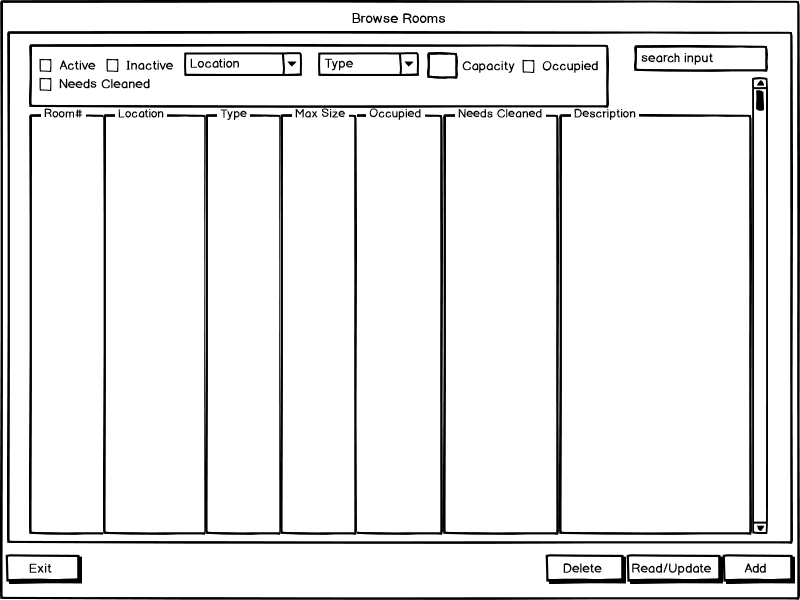 Browse Rooms
Active Inactive Location Type Capacity Occupied search input
Needs Cleaned
Room# Location Type Max Size Occupied Needs Cleaned Description
Exit Delete Read/Update Add